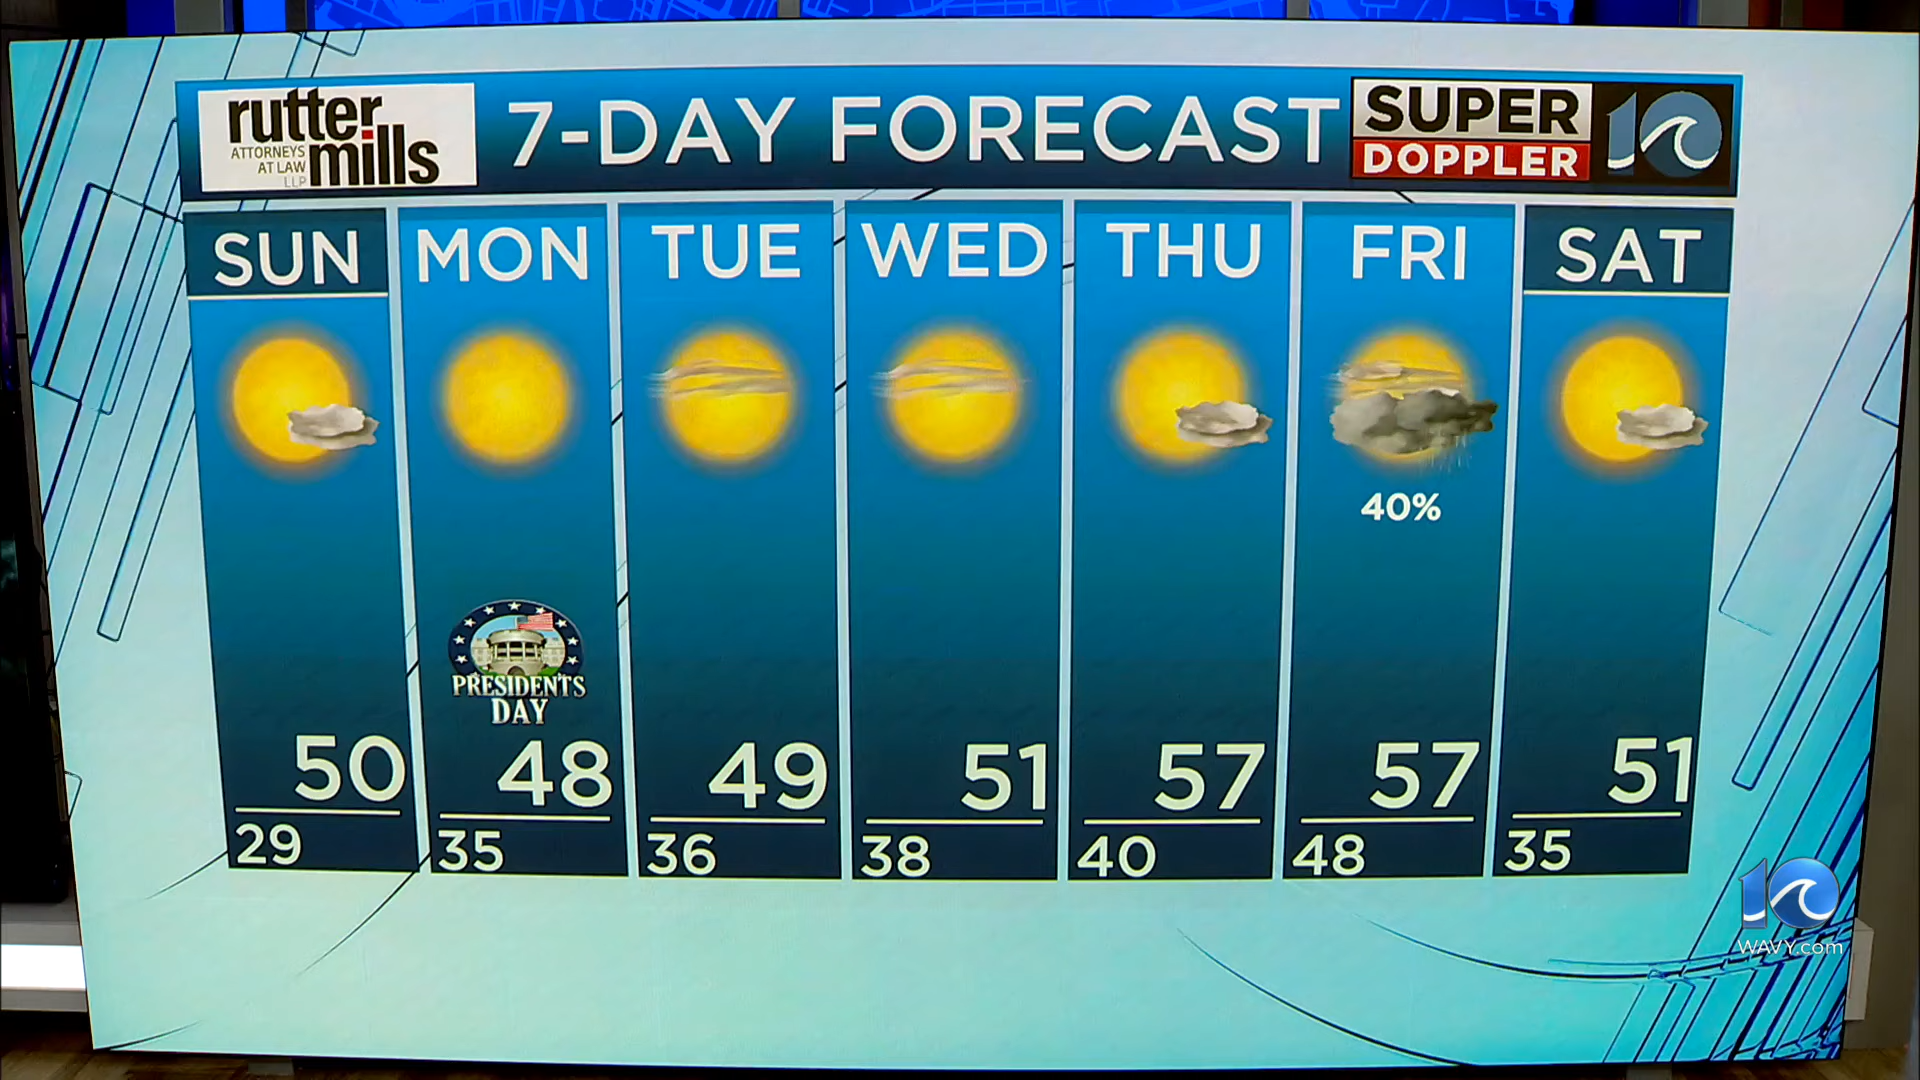 rutter
mills
ATTORNEYS
AT LAW
LLP
7-DAY FORECAST
SUPER
DOPPLER
10
SUN MON TUE WED THU FRI SAT
40%
PRESIDENTS
DAY
50 48 49 51 57 57 51
29 35 36 38 40 48 35
10
WAVY.com